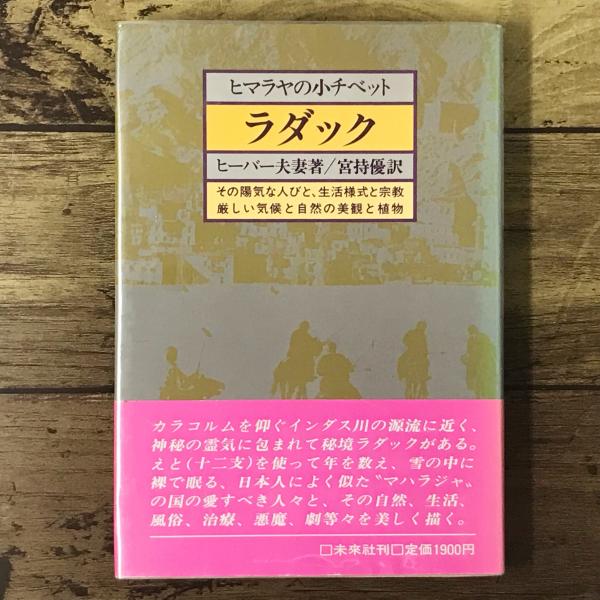 ヒマラヤの小チベット
ラダック
ヒーバー夫妻著/宮持優訳
その陽気な人びと、生活様式と宗教
厳しい気候と自然の美観と植物
カラコルムを仰ぐインダス川の源流に近く、
神秘の霊気に包まれて秘境ラダックがある。
えと(十二支)を使って年を数え、雪の中に
裸で眠る、日本人によく似た〝マハラジャ〟
の国の愛すべき人々と、その自然、生活、
風俗、治療、悪魔、劇等々を美しく描く。
□未來社刊□定価1900円